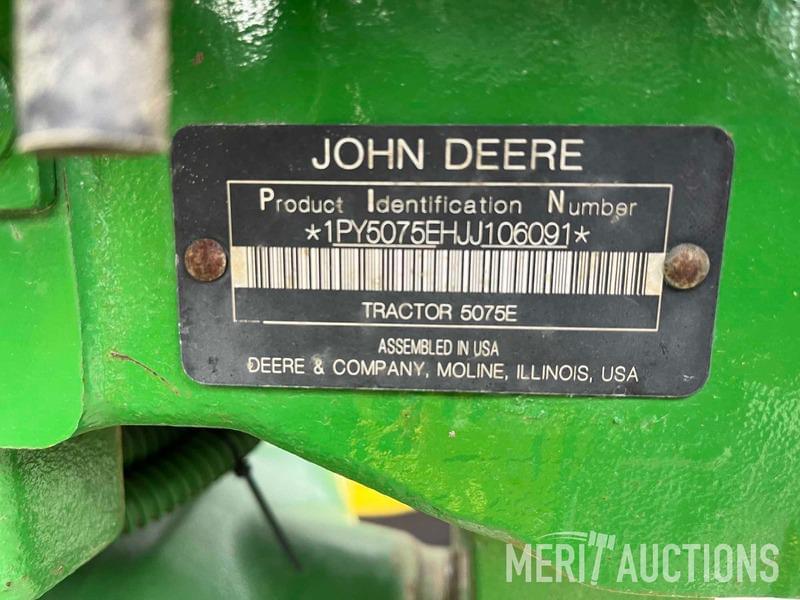 JOHN DEERE
Product Identification Number
*1PY5075EHJJ106091*
TRACTOR 5075E
ASSEMBLED IN USA
DEERE & COMPANY, MOLINE, ILLINOIS, USA
MERIT AUCTIONS